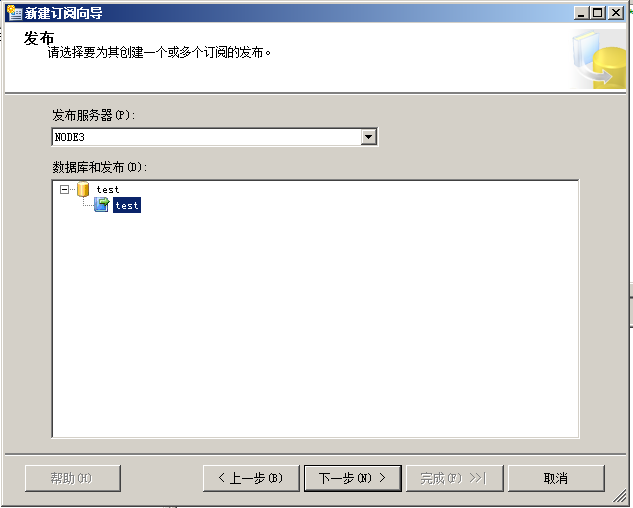 新建订阅向导
发布
请选择要为其创建一个或多个订阅的发布。
发布服务器(P):
NODE3
数据库和发布(D):
test
test
帮助(H)
< 上一步(B)
下一步(N) >
完成(F) >>|
取消